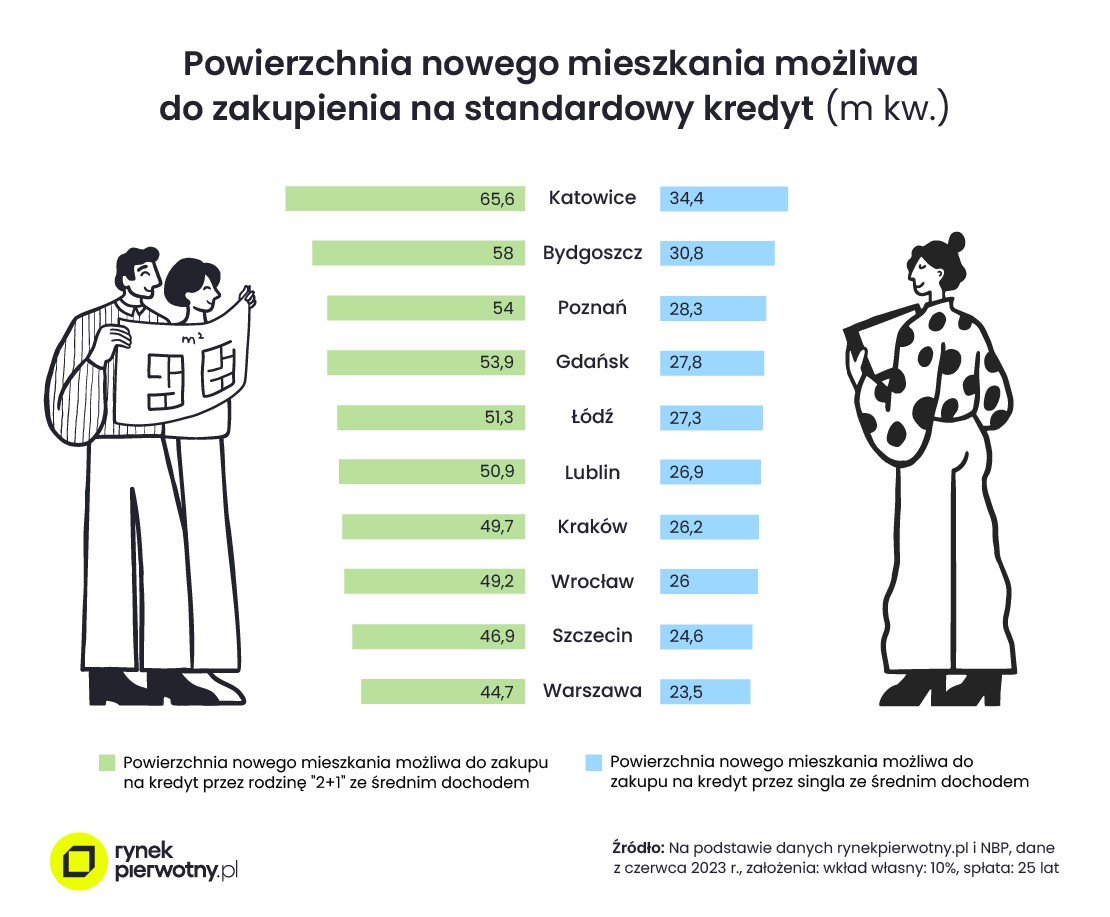 Powierzchnia nowego mieszkania możliwa
do zakupienia na standardowy kredyt (m kw.)
65,6 Katowice 34,4
58 Bydgoszcz 30,8
54 Poznań 28,3
m²
53,9 Gdańsk 27,8
51,3 Łódź 27,3
50,9 Lublin 26,9
49,7 Kraków 26,2
49,2 Wrocław 26
46,9 Szczecin 24,6
44,7 Warszawa 23,5
Powierzchnia nowego mieszkania możliwa do zakupu
na kredyt przez rodzinę "2+1" ze średnim dochodem
Powierzchnia nowego mieszkania możliwa do
zakupu na kredyt przez singla ze średnim dochodem
rynek
pierwotny.pl
Źródło: Na podstawie danych rynekpierwotny.pl i NBP, dane
z czerwca 2023 r., założenia: wkład własny: 10%, spłata: 25 lat